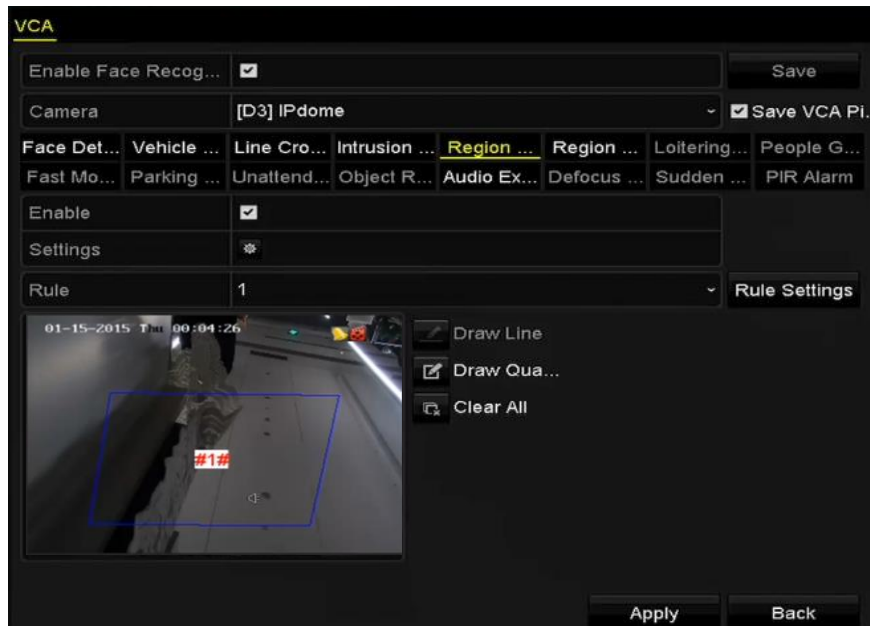 VCA
Enable Face Recog... Save
Camera [D3] IPdome Save VCA Pi.
Face Det... Vehicle ... Line Cro... Intrusion ... Region ... Region ... Loitering... People G...
Fast Mo... Parking ... Unattend... Object R... Audio Ex... Defocus ... Sudden ... PIR Alarm
Enable
Settings
Rule 1 Rule Settings
01-15-2015 Thu 00:04:26
Draw Line
Draw Qua...
Clear All
#1#
Apply Back